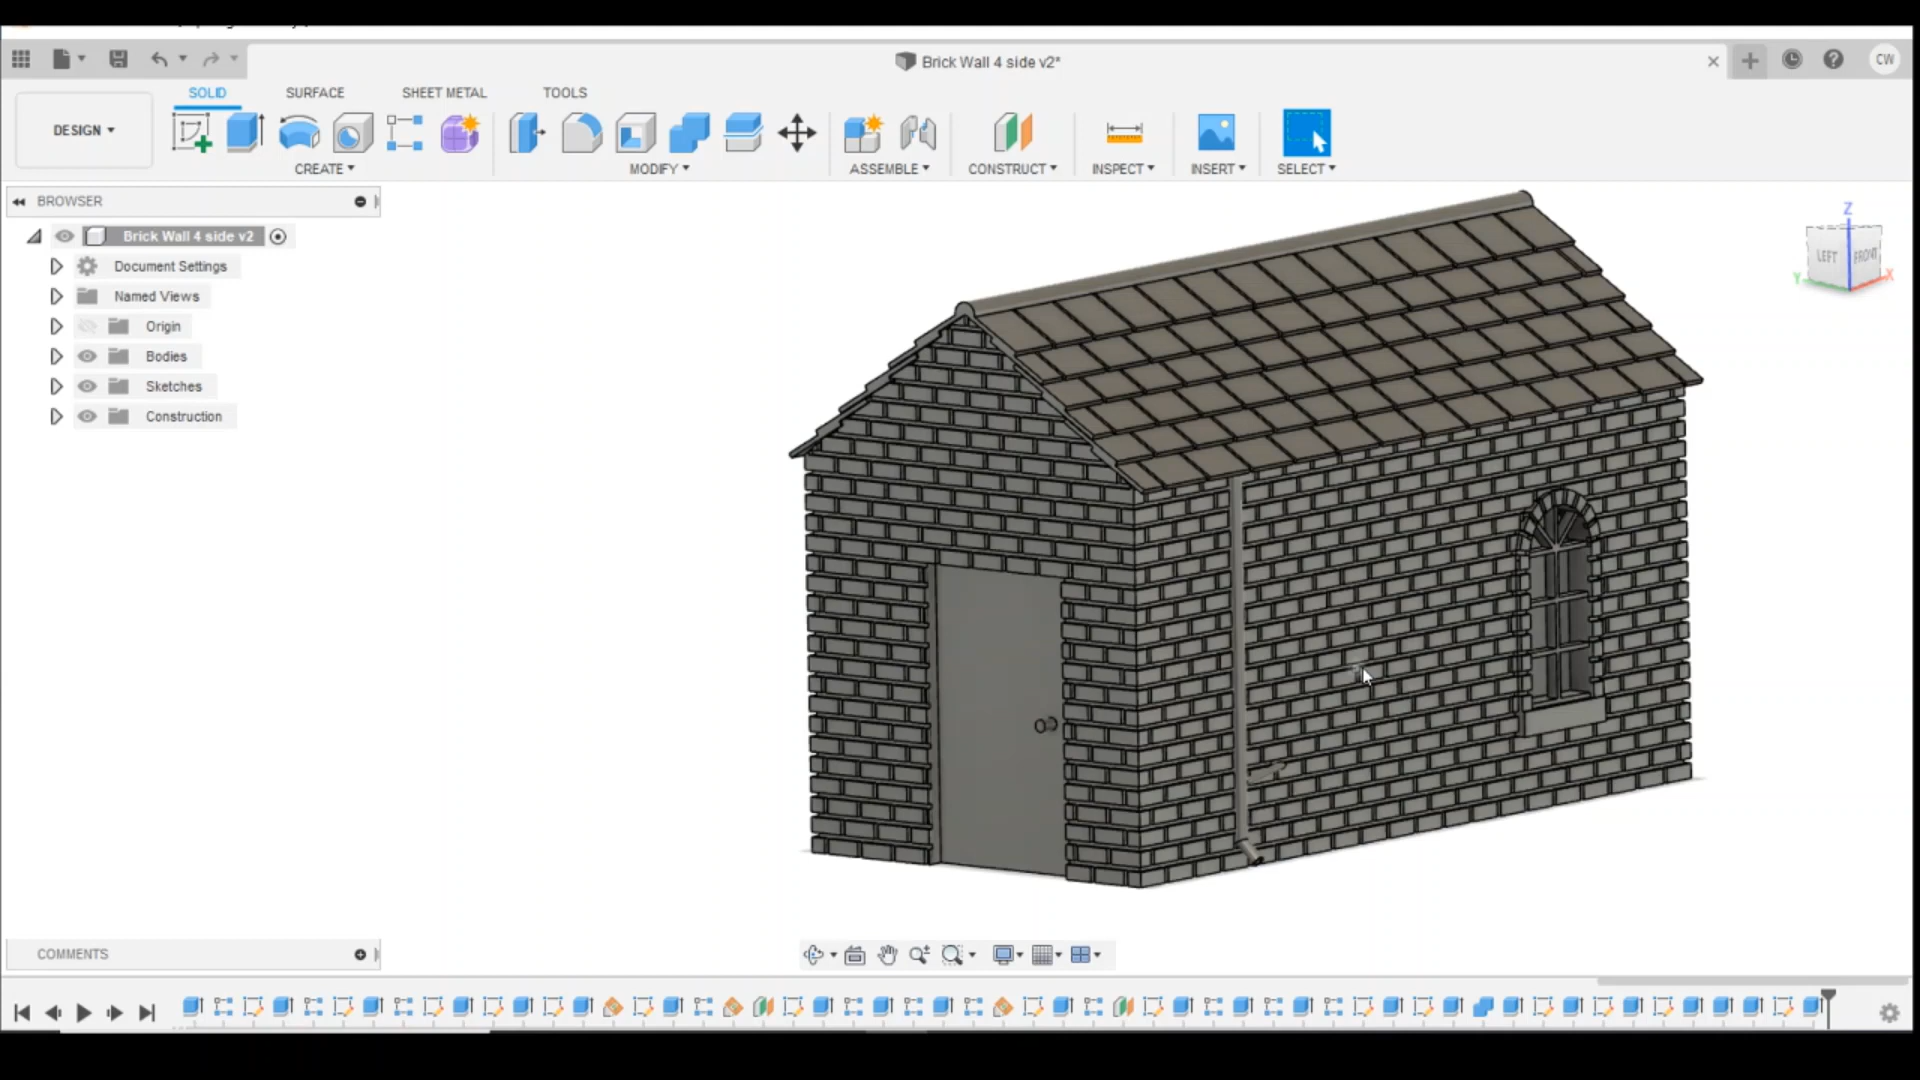 Brick Wall 4 side v2*
CW
DESIGN
SOLID
SURFACE
SHEET METAL
TOOLS
CREATE
MODIFY
ASSEMBLE
CONSTRUCT
INSPECT
INSERT
SELECT
BROWSER
Brick Wall 4 side v2
Document Settings
Named Views
Origin
Bodies
Sketches
Construction
Z
LEFT
FRONT
Y
X
COMMENTS